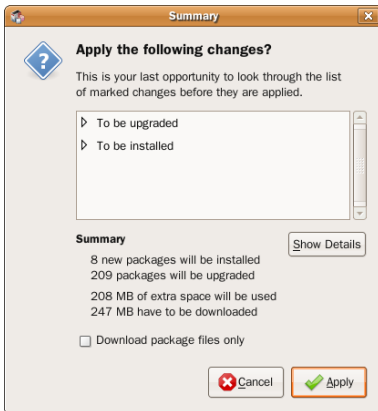 Summary
Apply the following changes?
This is your last opportunity to look through the list
of marked changes before they are applied.
To be upgraded
To be installed
Summary
Show Details
8 new packages will be installed
209 packages will be upgraded
208 MB of extra space will be used
247 MB have to be downloaded
Download package files only
Cancel
Apply